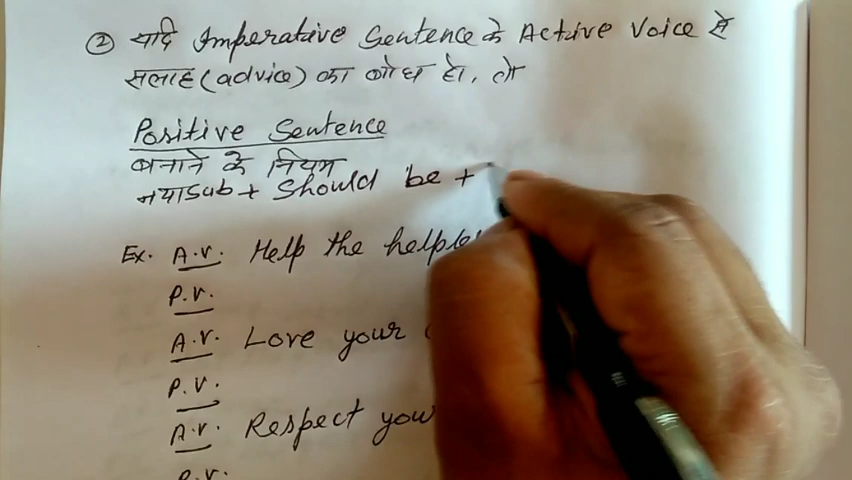 ② यदि Imperative Sentence के Active Voice से
सलाह (advice) का बोध हो, तो
Positive Sentence
बनाने के नियम
नया Sub + Should be +
Ex. A.V. Help the
P.V.
A.V. Love your
P.V.
A.V. Respect
P.V.